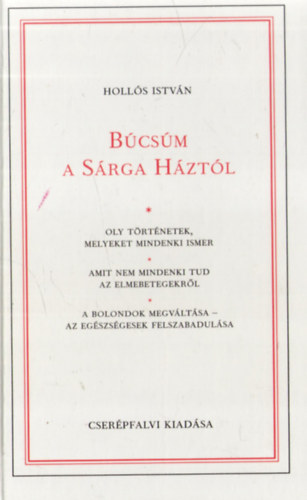 HOLLÓS ISTVÁN
BÚCSÚM
A SÁRGA HÁZTÓL
*
OLY TÖRTÉNETEK,
MELYEKET MINDENKI ISMER
*
AMIT NEM MINDENKI TUD
AZ ELMEBETEGEKRŐL
*
A BOLONDOK MEGVÁLTÁSA –
AZ EGÉSZSÉGESEK FELSZABADULÁSA
CSERÉPFALVI KIADÁSA